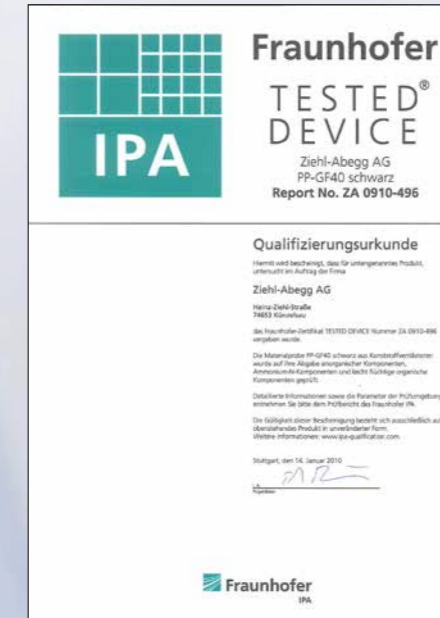 IPA
Fraunhofer
TESTED®
DEVICE
Ziehl-Abegg AG
PP-GF40 schwarz
Report No. ZA 0910-496
Qualifizierungsurkunde
Hiermit wird bescheinigt, dass für untengenanntes Produkt,
untersucht im Auftrag der Firma
Ziehl-Abegg AG
Heinz-Ziehl-Straße
74653 Künzelsau
das Fraunhofer-Zertifikat TESTED DEVICE Nummer ZA 0910-496
vergeben wurde.
Die Materialprobe PP-GF40 schwarz aus Kunststoffventilatoren
wurde auf ihre Abgabe anorganischer Komponenten,
Ammonium-N-Komponenten und leicht flüchtige organische
Komponenten geprüft.
Detaillierte Informationen sowie die Parameter der Prüfumgebung
entnehmen Sie bitte dem Prüfbericht des Fraunhofer IPA.
Die Gültigkeit dieser Bescheinigung bezieht sich ausschließlich auf
obenstehendes Produkt in unveränderter Form.
Weitere Informationen: www.ipa-qualification.com
Stuttgart, den 14. Januar 2010
Fraunhofer
IPA